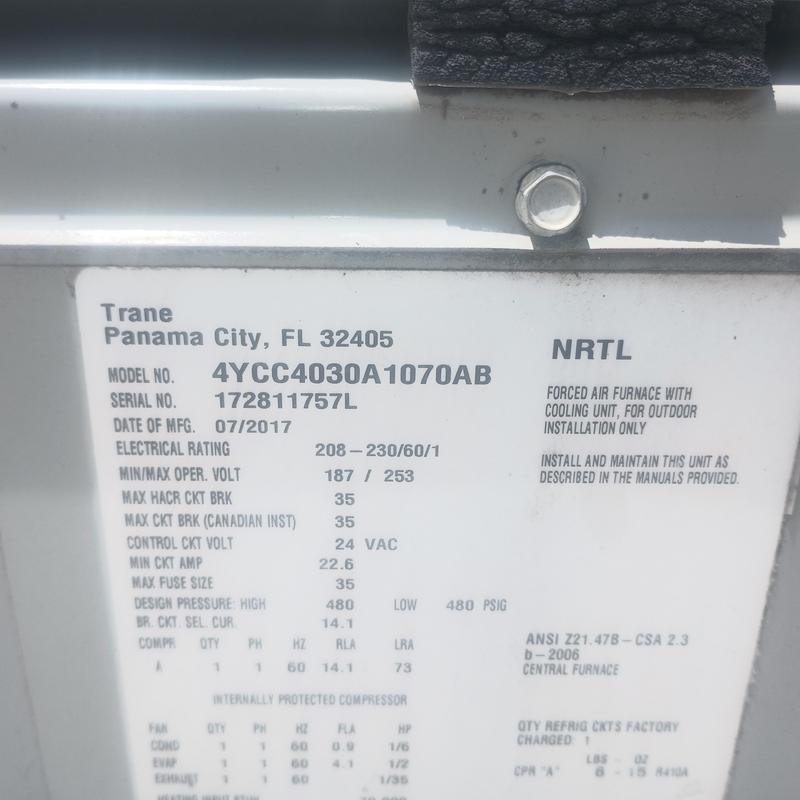 Trane
Panama City, FL 32405
NRTL
MODEL NO. 4YCC4030A1070AB
SERIAL NO. 172811757L
DATE OF MFG. 07/2017
ELECTRICAL RATING 208-230/60/1
MIN/MAX OPER. VOLT 187 / 253
MAX HACR CKT BRK 35
MAX CKT BRK (CANADIAN INST) 35
CONTROL CKT VOLT 24 VAC
MIN CKT AMP 22.6
MAX FUSE SIZE 35
DESIGN PRESSURE: HIGH 480 LOW 480 PSIG
BR. CKT. SEL. CUR. 14.1
COMPR QTY PH HZ RLA LRA
A 1 1 60 14.1 73
INTERNALLY PROTECTED COMPRESSOR
FAN QTY PH HZ FLA HP
COND 1 1 60 0.9 1/6
EVAP 1 1 60 4.1 1/2
EXHAUST 1 1 60 1/35
FORCED AIR FURNACE WITH
COOLING UNIT, FOR OUTDOOR
INSTALLATION ONLY
INSTALL AND MAINTAIN THIS UNIT AS
DESCRIBED IN THE MANUALS PROVIDED.
ANSI Z21.47B-CSA 2.3
b-2006
CENTRAL FURNACE
QTY REFRIG CKTS FACTORY
CHARGED: 1
LBS - OZ
CPR "A" 6 - 15 R410A